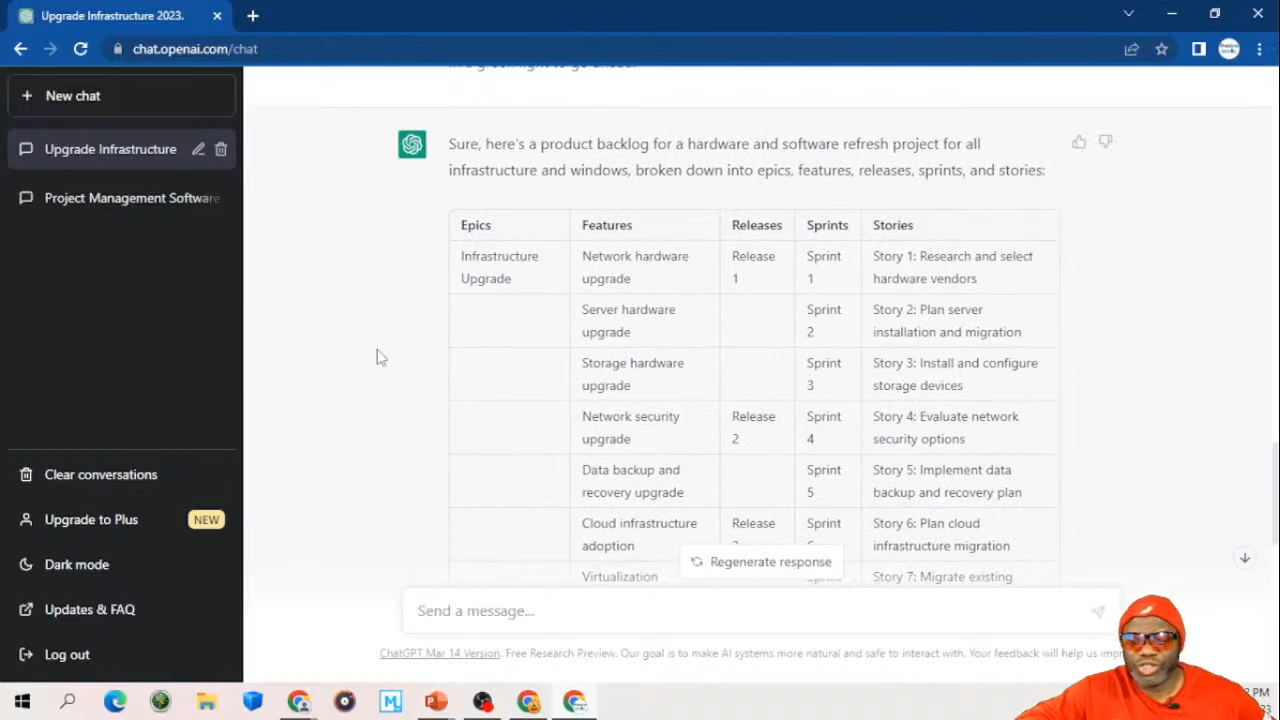 Upgrade Infrastructure 2023.
chat.openai.com/chat
New chat
Upgrade Infrastructure
Project Management Software
Clear conversations
Upgrade to Plus NEW
Dark mode
Updates & FAQ
Log out
Sure, here's a product backlog for a hardware and software refresh project for all
infrastructure and windows, broken down into epics, features, releases, sprints, and stories:
Epics Features Releases Sprints Stories
Infrastructure Network hardware Release Sprint Story 1: Research and select
Upgrade upgrade 1 1 hardware vendors
Server hardware Sprint Story 2: Plan server
upgrade 2 installation and migration
Storage hardware Sprint Story 3: Install and configure
upgrade 3 storage devices
Network security Release Sprint Story 4: Evaluate network
upgrade 2 4 security options
Data backup and Sprint Story 5: Implement data
recovery upgrade 5 backup and recovery plan
Cloud infrastructure Release Sprint Story 6: Plan cloud
adoption infrastructure migration
Regenerate response
Virtualization Story 7: Migrate existing
Send a message...
ChatGPT Mar 14 Version. Free Research Preview. Our goal is to make AI systems more natural and safe to interact with. Your feedback will help us
PM